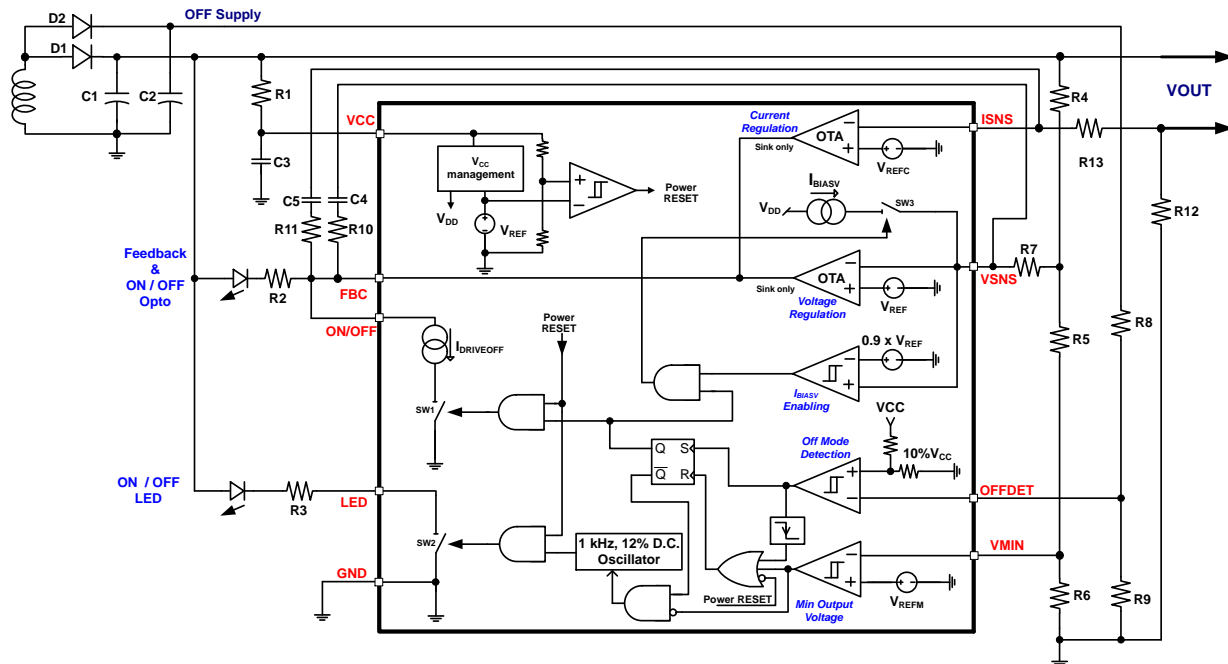 D2
OFF Supply
D1
C1
C2
R1
R4
VOUT
VCC
Current
Regulation
ISNS
OTA
Sink only
VREFC
R13
C3
VCC
management
VDD
VREF
Power
RESET
IBIASV
VDD
SW3
R12
C5
C4
R11
R10
Feedback
&
ON / OFF
Opto
R2
FBC
OTA
Sink only
VREF
Voltage
Regulation
R7
VSNS
ON/OFF
IDRIVEOFF
Power
RESET
0.9 x VREF
R5
R8
IBIASV
Enabling
SW1
VCC
10%VCC
Off Mode
Detection
Q
S
Q
R
OFFDET
ON / OFF
LED
R3
LED
SW2
1 kHz, 12% D.C.
Oscillator
VMIN
GND
Power RESET
Min Output
Voltage
VREFM
R6
R9